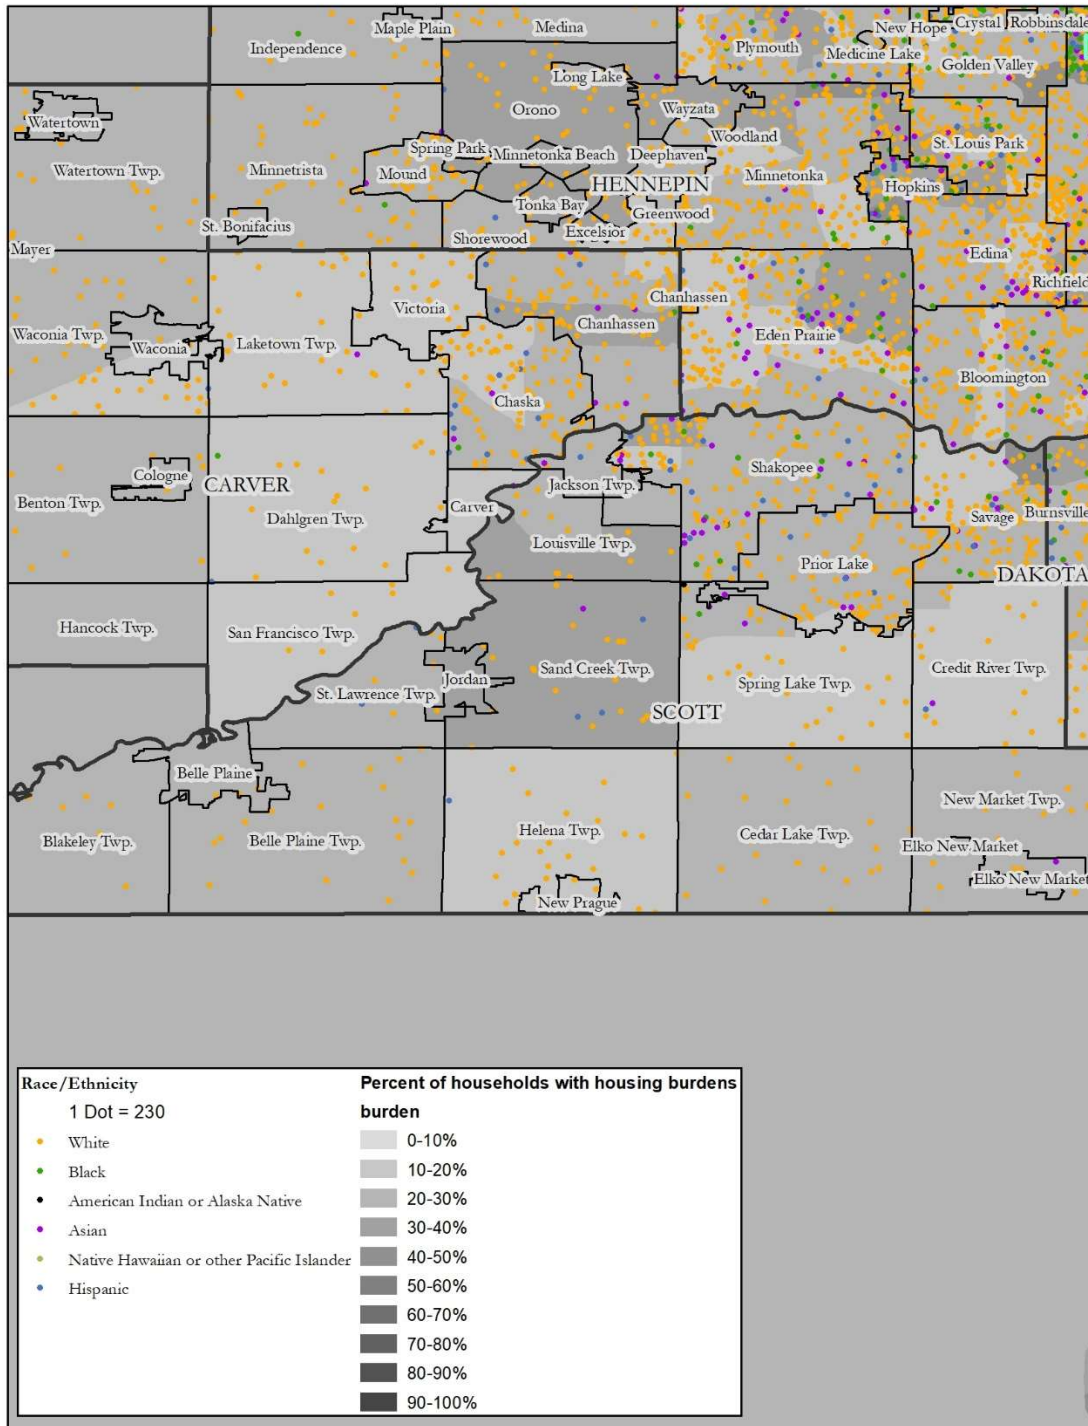 Maple Plain
Medina
New Hope
Crystal
Robbinsdale
Independence
Plymouth
Medicine Lake
Golden Valley
Long Lake
Orono
Wayzata
Watertown
Woodland
St. Louis Park
Spring Park
Minnetonka Beach
Deephaven
Watertown Twp.
Minnetrista
Mound
Minnetonka
HENNEPIN
Hopkins
Tonka Bay
Greenwood
St. Bonifacius
Excelsior
Shorewood
Mayer
Edina
Richfield
Victoria
Chanhassen
Chanhassen
Waconia Twp.
Waconia
Laketown Twp.
Eden Prairie
Bloomington
Chaska
Cologne
Shakopee
CARVER
Jackson Twp.
Benton Twp.
Carver
Dahlgren Twp.
Savage
Burnsville
Louisville Twp.
Prior Lake
DAKOTA
Hancock Twp.
San Francisco Twp.
Sand Creek Twp.
Credit River Twp.
Jordan
Spring Lake Twp.
St. Lawrence Twp.
SCOTT
Belle Plaine
New Market Twp.
Helena Twp.
Cedar Lake Twp.
Blakeley Twp.
Belle Plaine Twp.
Elko New Market
Elko New Market
New Prague
Race/Ethnicity
1 Dot = 230
White
Black
American Indian or Alaska Native
Asian
Native Hawaiian or other Pacific Islander
Hispanic
Percent of households with housing burdens
burden
0-10%
10-20%
20-30%
30-40%
40-50%
50-60%
60-70%
70-80%
80-90%
90-100%